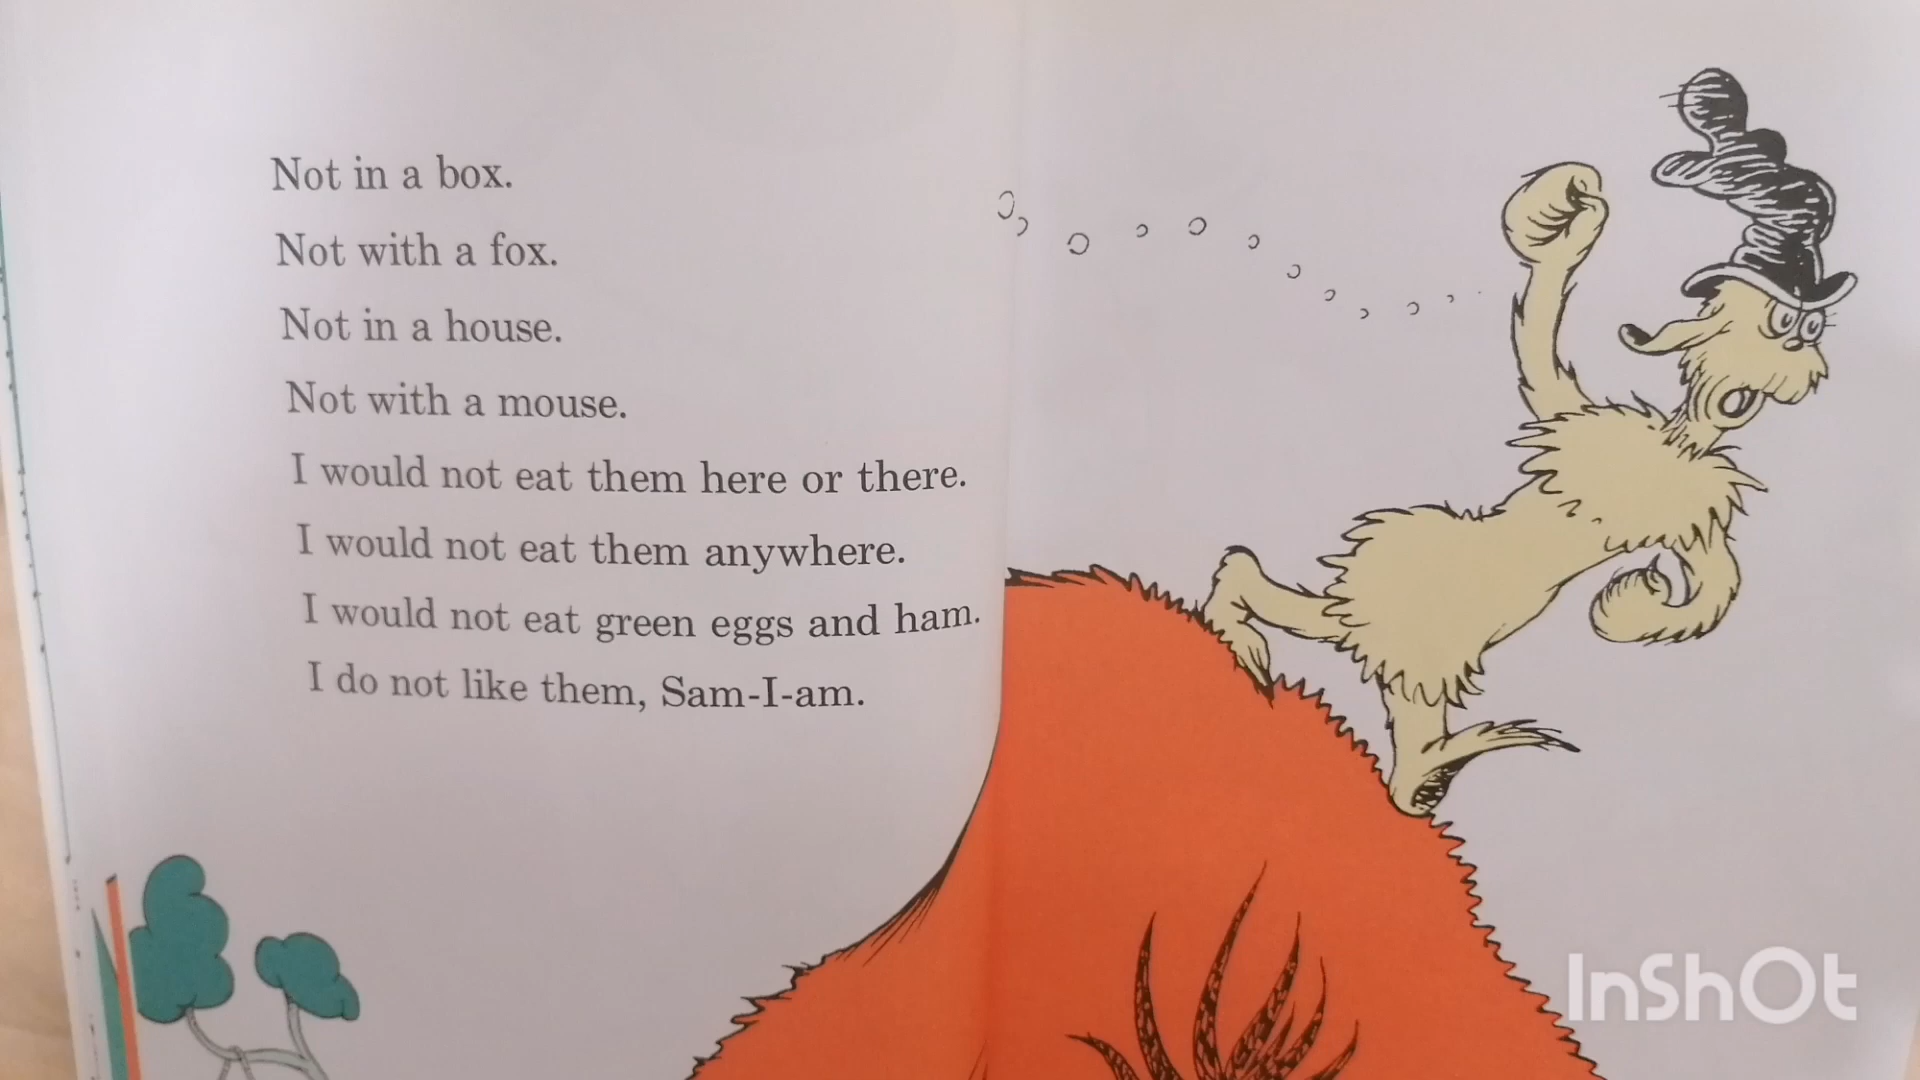 Not in a box.
Not with a fox.
Not in a house.
Not with a mouse.
I would not eat them here or there.
I would not eat them anywhere.
I would not eat green eggs and ham.
I do not like them, Sam-I-am.
InShOt